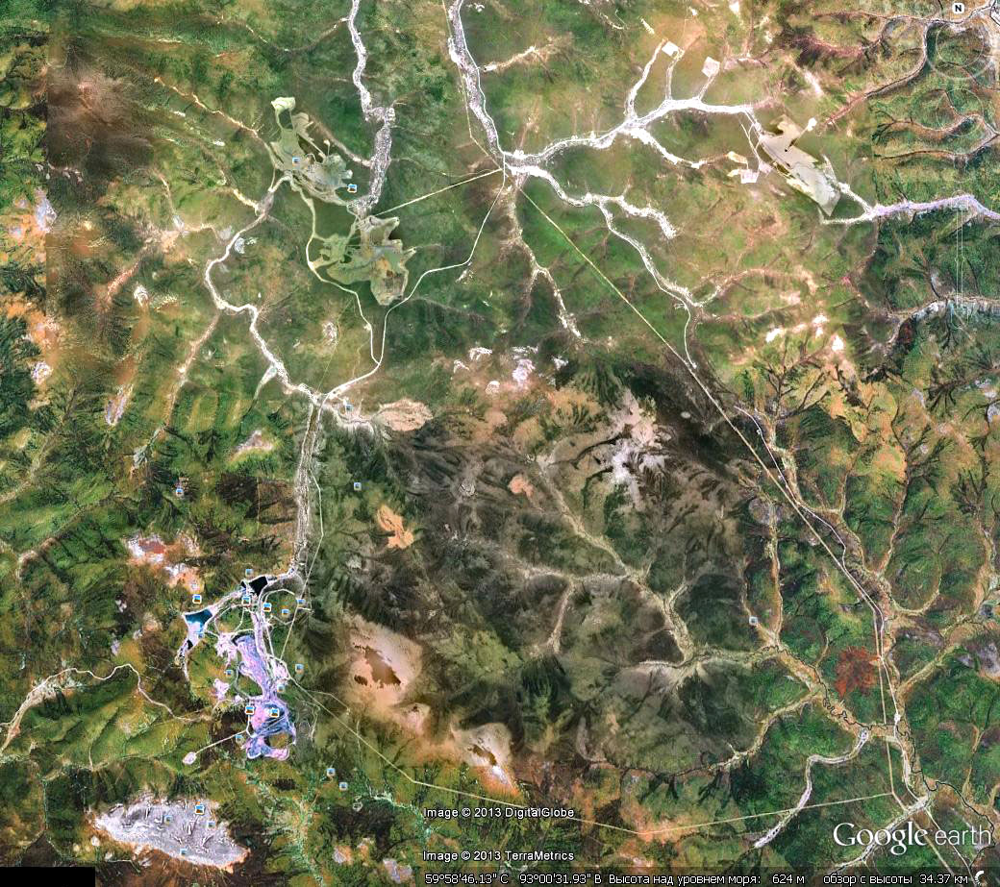 N
Image © 2013 DigitalGlobe
Google earth
Image © 2013 TerraMetrics
59°58'46.13" С 93°00'31.93" В Высота над уровнем моря: 624 м обзор с высоты 34.37 км